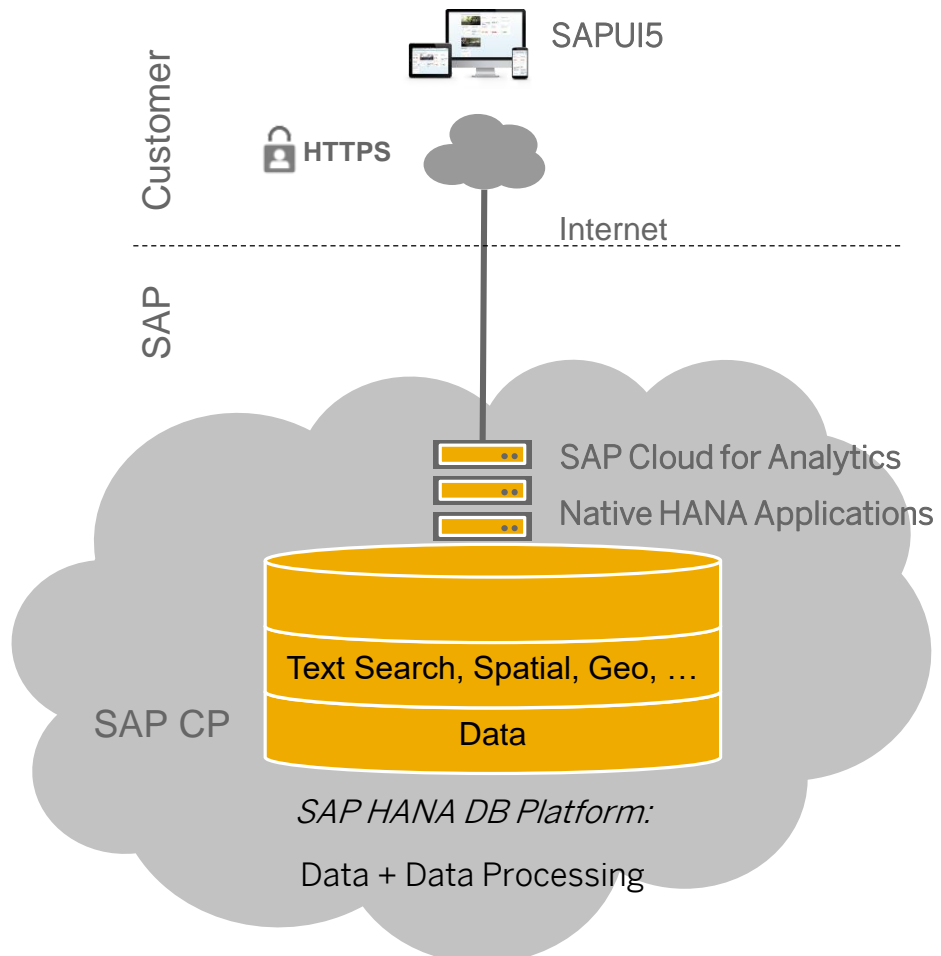 Customer
SAPUI5
HTTPS
Internet
SAP
SAP Cloud for Analytics
Native HANA Applications
Text Search, Spatial, Geo, …
SAP CP
Data
SAP HANA DB Platform:
Data + Data Processing